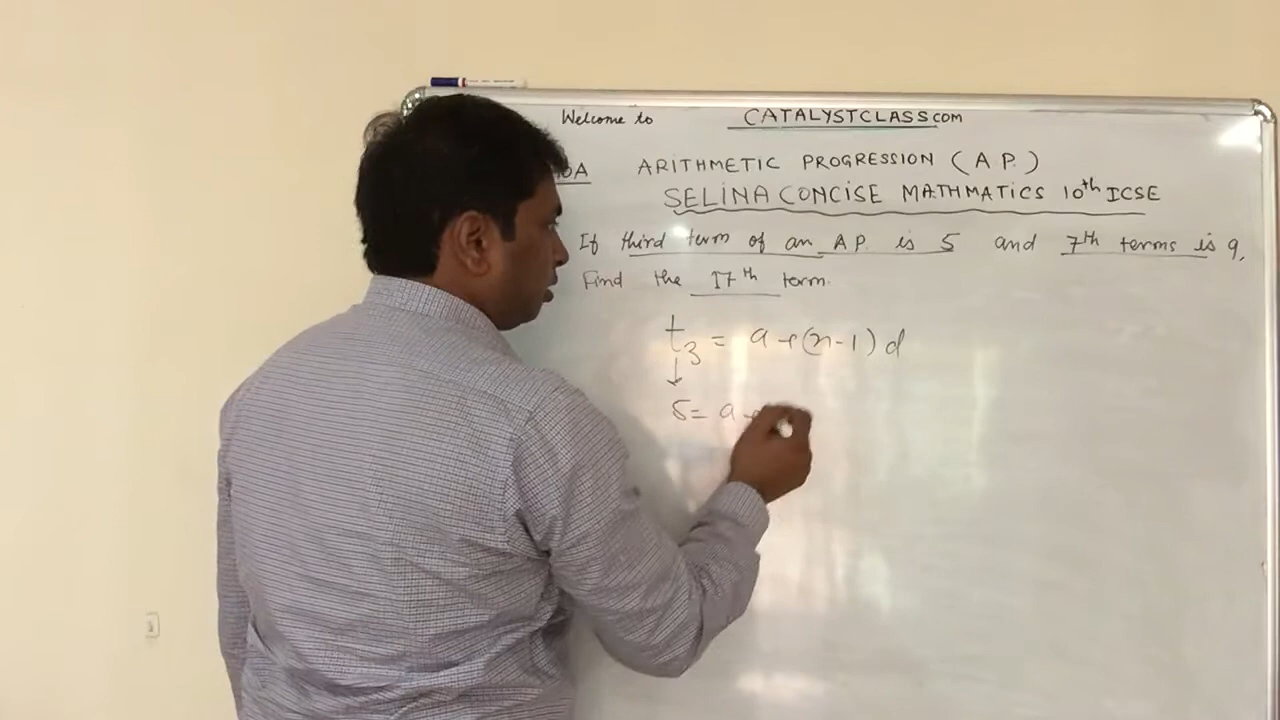 Welcome to CATALYSTCLASS.com
ARITHMETIC PROGRESSION (A.P.)
SELINA CONCISE MATHMATICS 10th ICSE
If third term of an A.P. is 5 and 7th terms is 9,
Find the 17th term.
t₃ = a + (n-1) d
↓
5 = a +